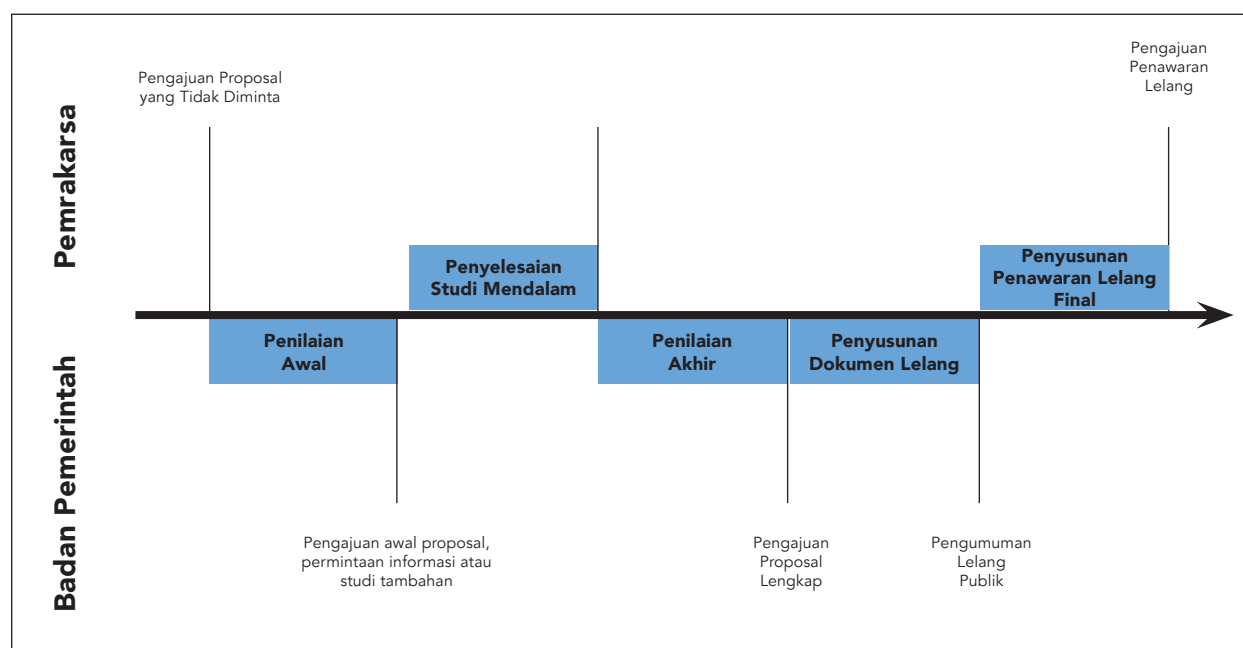 Pemrakarsa
Pengajuan Proposal
yang Tidak Diminta
Pengajuan
Penawaran
Lelang
Penyelesaian
Studi Mendalam
Penyusunan
Penawaran Lelang
Final
Badan Pemerintah
Penilaian
Awal
Penilaian
Akhir
Penyusunan
Dokumen Lelang
Pengajuan awal proposal,
permintaan informasi atau
studi tambahan
Pengajuan
Proposal
Lengkap
Pengumuman
Lelang
Publik